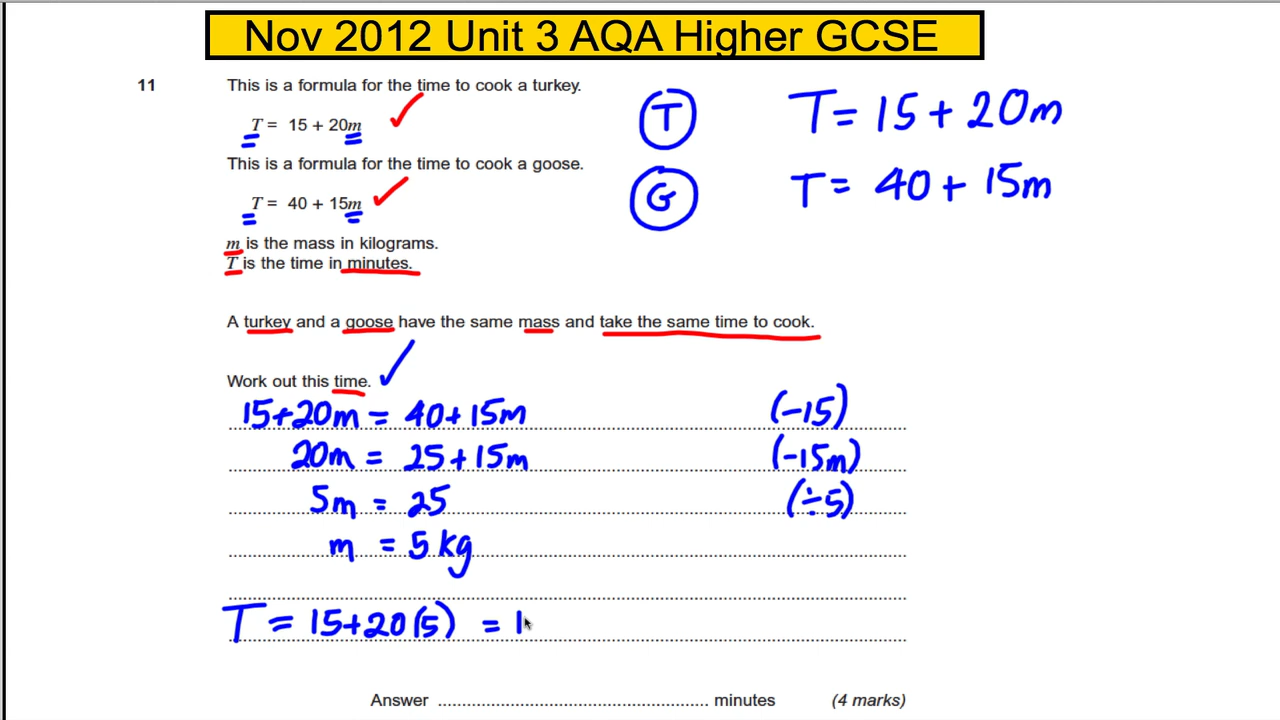 Nov 2012 Unit 3 AQA Higher GCSE
11 This is a formula for the time to cook a turkey.
T = 15 + 20m
This is a formula for the time to cook a goose.
T = 40 + 15m
m is the mass in kilograms.
T is the time in minutes.
T T = 15 + 20m
G T = 40 + 15m
A turkey and a goose have the same mass and take the same time to cook.
Work out this time.
15+20m = 40+15m (-15)
20m = 25+15m (-15m)
5m = 25 (÷5)
m = 5kg
T = 15+20(5) = 1
Answer ........................................................ minutes (4 marks)